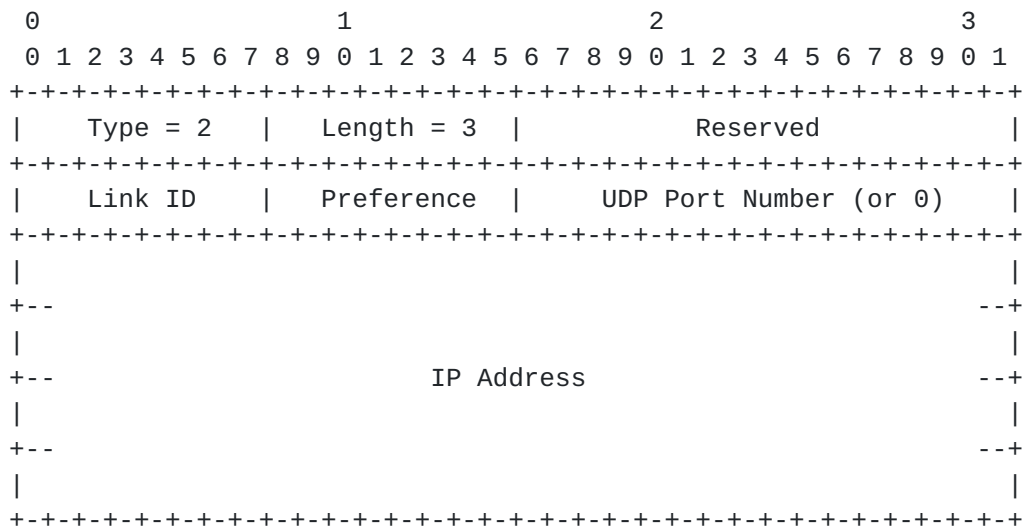 0                   1                   2                   3
 0 1 2 3 4 5 6 7 8 9 0 1 2 3 4 5 6 7 8 9 0 1 2 3 4 5 6 7 8 9 0 1
+-+-+-+-+-+-+-+-+-+-+-+-+-+-+-+-+-+-+-+-+-+-+-+-+-+-+-+-+-+-+-+-+
|    Type = 2   |   Length = 3  |           Reserved            |
+-+-+-+-+-+-+-+-+-+-+-+-+-+-+-+-+-+-+-+-+-+-+-+-+-+-+-+-+-+-+-+-+
|    Link ID    |   Preference  |     UDP Port Number (or 0)    |
+-+-+-+-+-+-+-+-+-+-+-+-+-+-+-+-+-+-+-+-+-+-+-+-+-+-+-+-+-+-+-+-+
|                                                               |
+--                                                           --+
|                                                               |
+--                        IP Address                         --+
|                                                               |
+--                                                           --+
|                                                               |
+-+-+-+-+-+-+-+-+-+-+-+-+-+-+-+-+-+-+-+-+-+-+-+-+-+-+-+-+-+-+-+-+